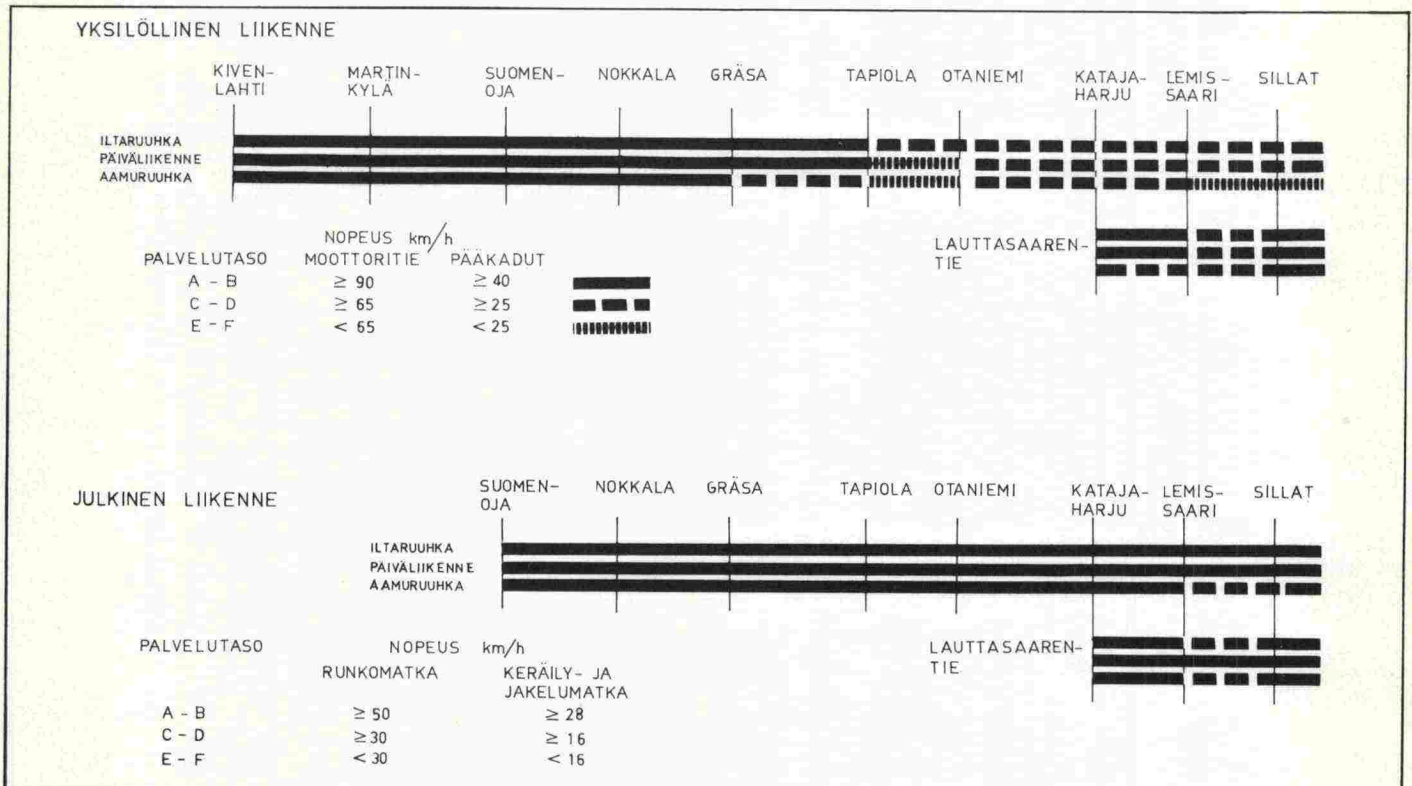 YKSILÖLLINEN LIIKENNE
KIVEN-
LAHTI
MARTIN-
KYLÄ
SUOMEN-
OJA
NOKKALA
GRÄSA
TAPIOLA
OTANIEMI
KATAJA-
HARJU
LEMIS-
SAARI
SILLAT
ILTARUUHKA
PÄIVÄLIIKENNE
AAMURUUHKA
LAUTTASAAREN-
TIE
NOPEUS km/h
PALVELUTASO MOOTTORITIE PÄÄKADUT
A - B ≥ 90 ≥ 40
C - D ≥ 65 ≥ 25
E - F < 65 < 25
JULKINEN LIIKENNE
SUOMEN-
OJA
NOKKALA
GRÄSA
TAPIOLA
OTANIEMI
KATAJA-
HARJU
LEMIS-
SAARI
SILLAT
ILTARUUHKA
PÄIVÄLIIKENNE
AAMURUUHKA
LAUTTASAAREN-
TIE
PALVELUTASO NOPEUS km/h
RUNKOMATKA KERÄILY- JA
JAKELUMATKA
A - B ≥ 50 ≥ 28
C - D ≥ 30 ≥ 16
E - F < 30 < 16